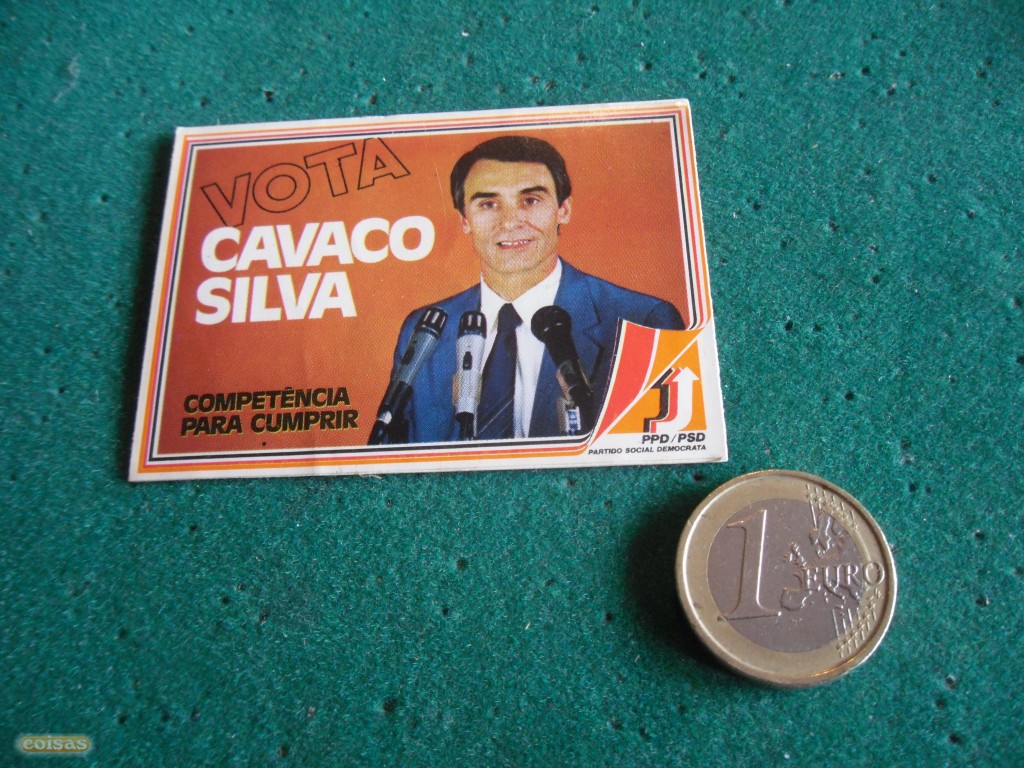 VOTA
CAVACO
SILVA
COMPETÊNCIA
PARA CUMPRIR
PPD/PSD
PARTIDO SOCIAL DEMOCRATA
1 EURO
coisas